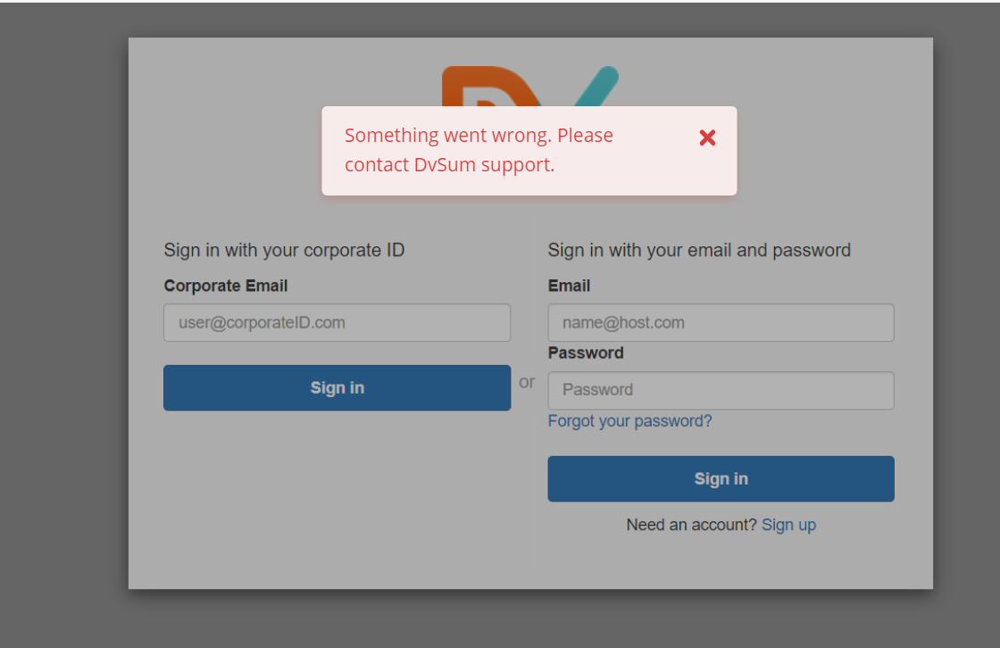 Something went wrong. Please
contact DvSum support.
Sign in with your corporate ID
Corporate Email
user@corporateID.com
Sign in
or
Sign in with your email and password
Email
name@host.com
Password
Password
Forgot your password?
Sign in
Need an account? Sign up